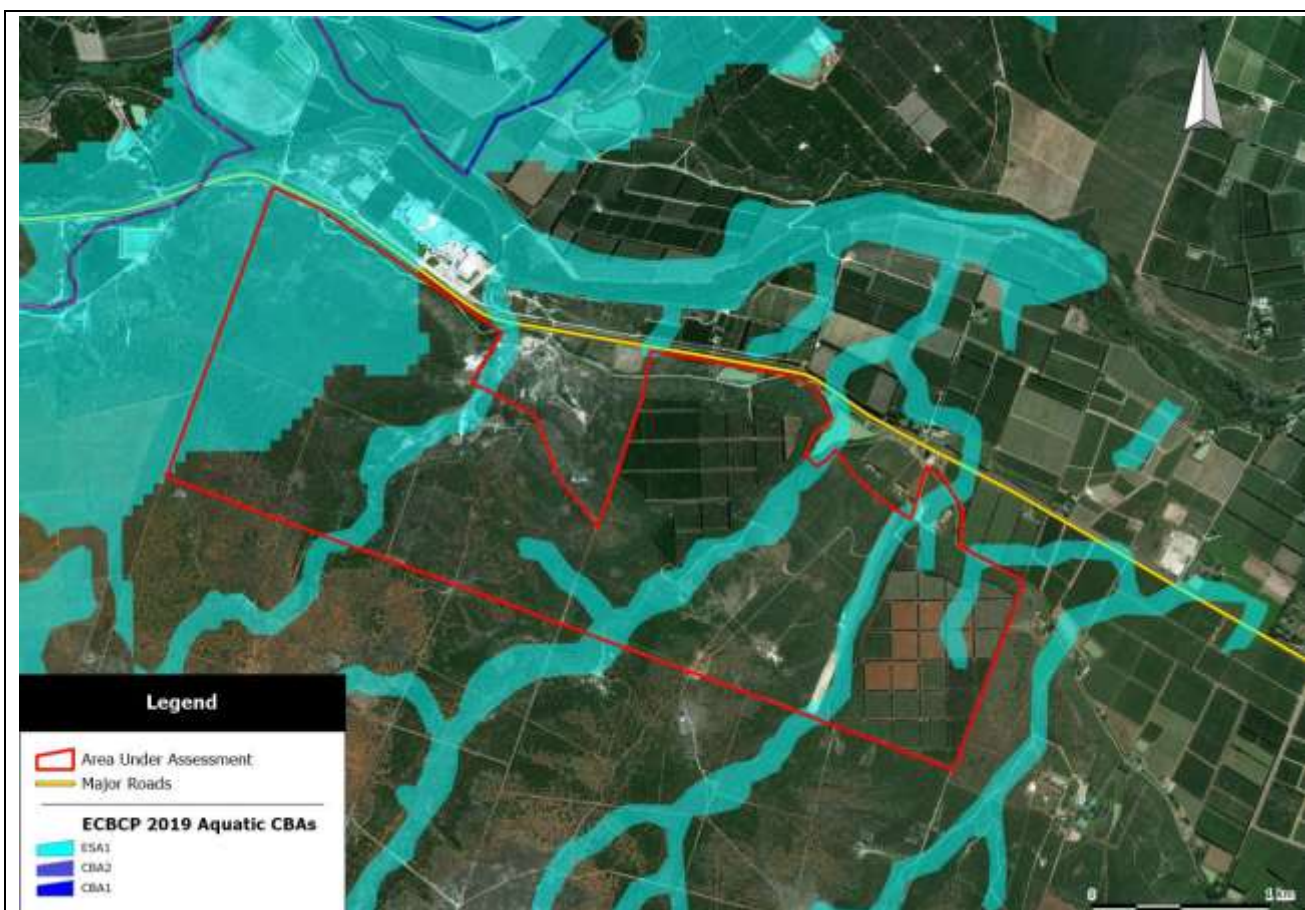 Legend
Area Under Assessment
Major Roads
ECBCP 2019 Aquatic CBAs
ESA1
CBA2
CBA1
0 1 km